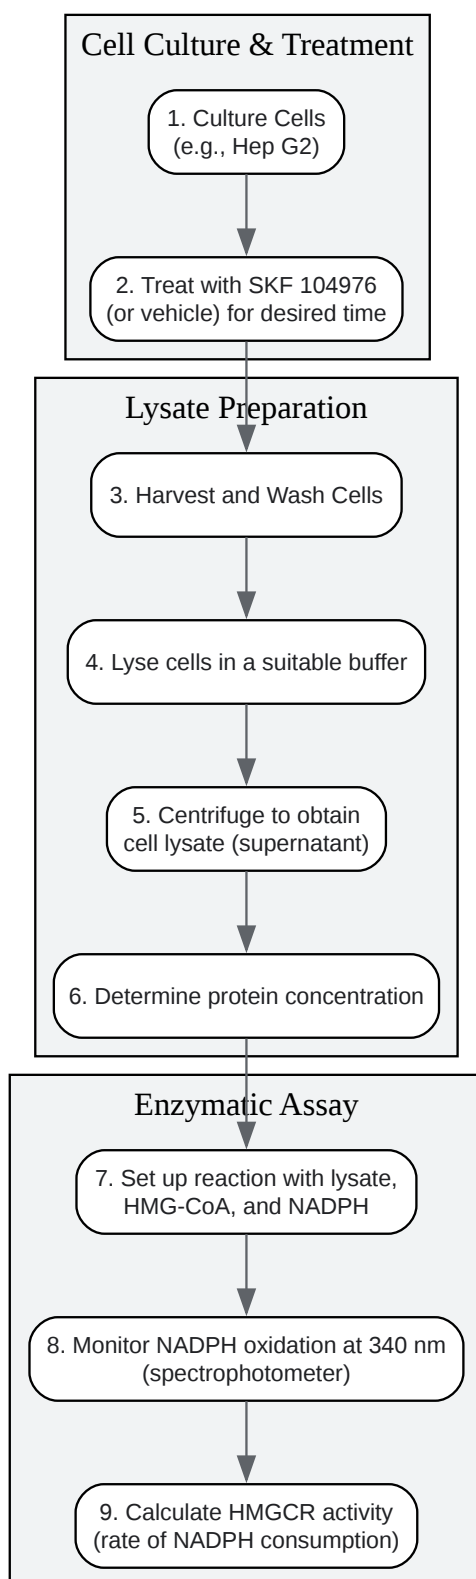 Cell Culture & Treatment
1. Culture Cells
(e.g., Hep G2)
2. Treat with SKF 104976
(or vehicle) for desired time
Lysate Preparation
3. Harvest and Wash Cells
4. Lyse cells in a suitable buffer
5. Centrifuge to obtain
cell lysate (supernatant)
6. Determine protein concentration
Enzymatic Assay
7. Set up reaction with lysate,
HMG-CoA, and NADPH
8. Monitor NADPH oxidation at 340 nm
(spectrophotometer)
9. Calculate HMGCR activity
(rate of NADPH consumption)